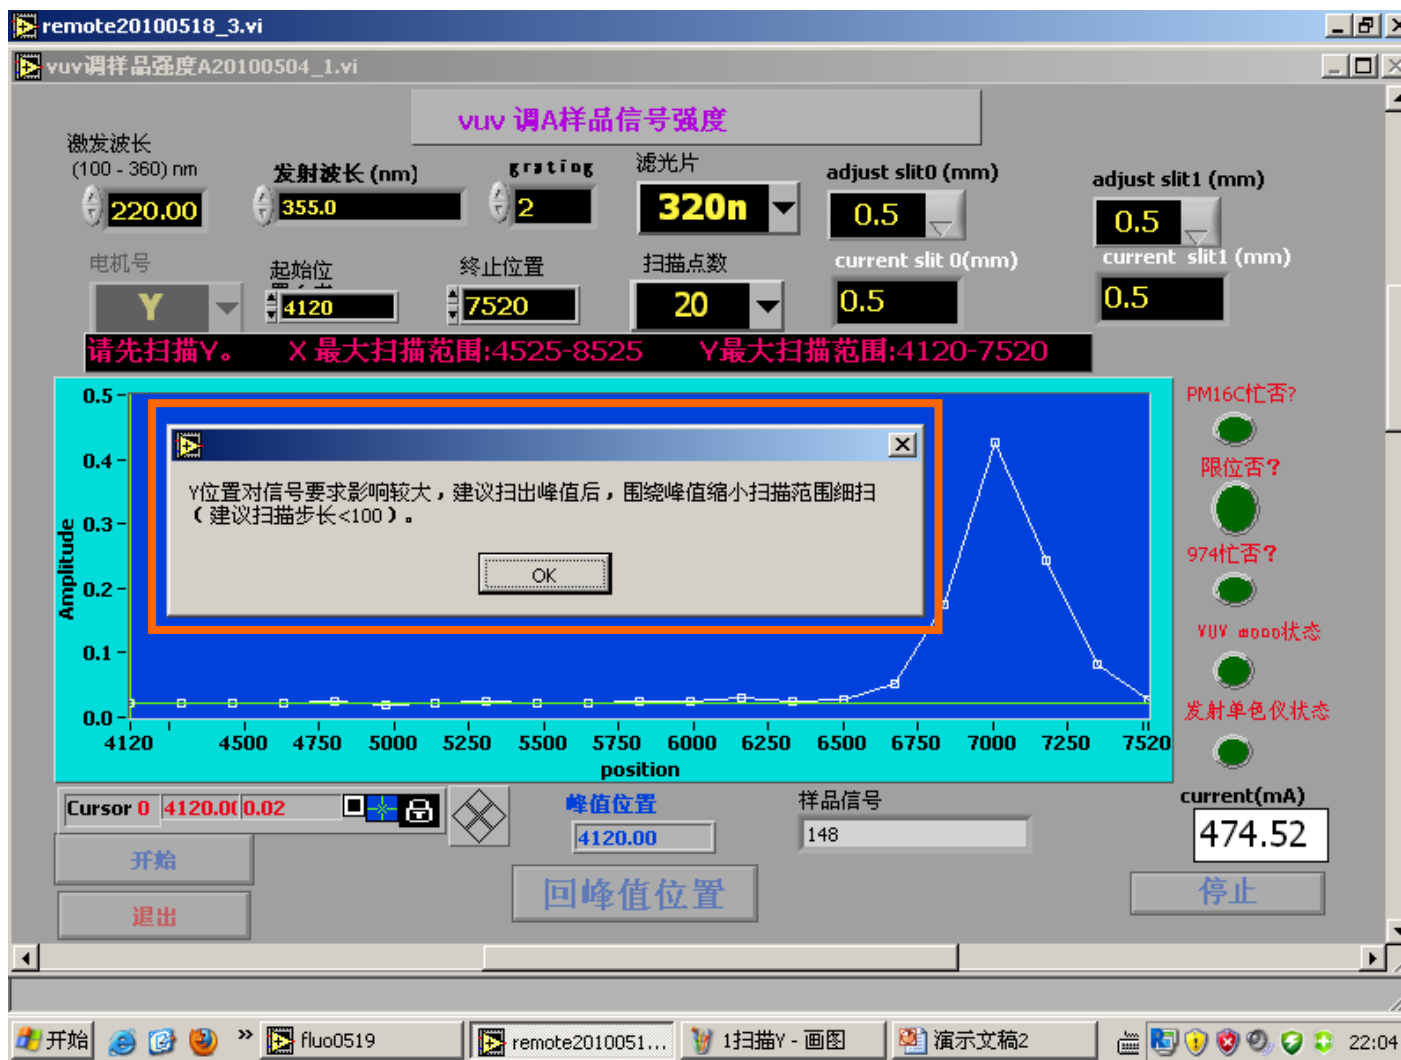 remote20100518_3.vi
vuv调样品强度A20100504_1.vi
vuv 调A样品信号强度
激发波长
(100 - 360) nm
220.00
发射波长 (nm)
355.0
grating
2
滤光片
320n
adjust slit0 (mm)
0.5
adjust slit1 (mm)
0.5
电机号
Y
起始位
4120
终止位置
7520
扫描点数
20
current slit 0(mm)
0.5
current slit1 (mm)
0.5
请先扫描Y。 X 最大扫描范围:4525-8525 Y最大扫描范围:4120-7520
0.5
0.4
0.3
0.2
0.1
0.0
Amplitude
Y位置对信号要求影响较大，建议扫出峰值后，围绕峰值缩小扫描范围细扫
（建议扫描步长<100）。
OK
4120 4500 4750 5000 5250 5500 5750 6000 6250 6500 6750 7000 7250 7520
position
PM16C忙否?
限位否?
974忙否?
VUV mono状态
发射单色仪状态
Cursor 0 4120.0( 0.02
峰值位置
4120.00
样品信号
148
current(mA)
474.52
开始
退出
回峰值位置
停止
开始 » fluo0519 remote2010051... 1扫描Y - 画图 演示文稿2 22:04